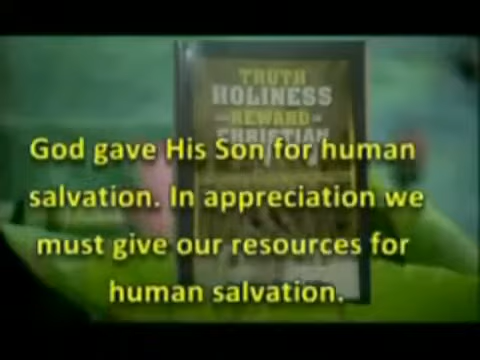 TRUTH
HOLINESS
REWARD
CHRISTIAN
God gave His Son for human
salvation. In appreciation we
must give our resources for
human salvation.